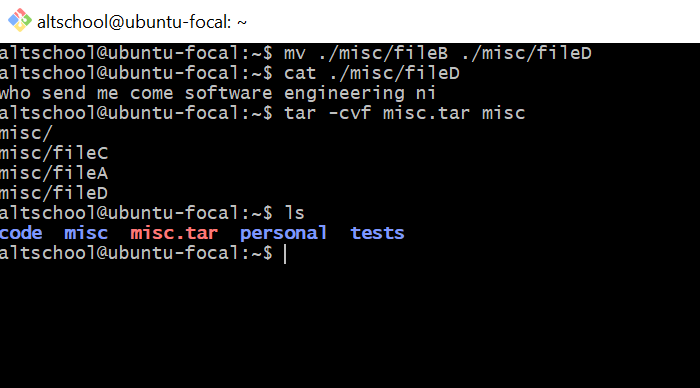 altschool@ubuntu-focal: ~
altschool@ubuntu-focal:~$ mv ./misc/fileB ./misc/fileD
altschool@ubuntu-focal:~$ cat ./misc/fileD
who send me come software engineering ni
altschool@ubuntu-focal:~$ tar -cvf misc.tar misc
misc/
misc/fileC
misc/fileA
misc/fileD
altschool@ubuntu-focal:~$ ls
code  misc  misc.tar  personal  tests
altschool@ubuntu-focal:~$